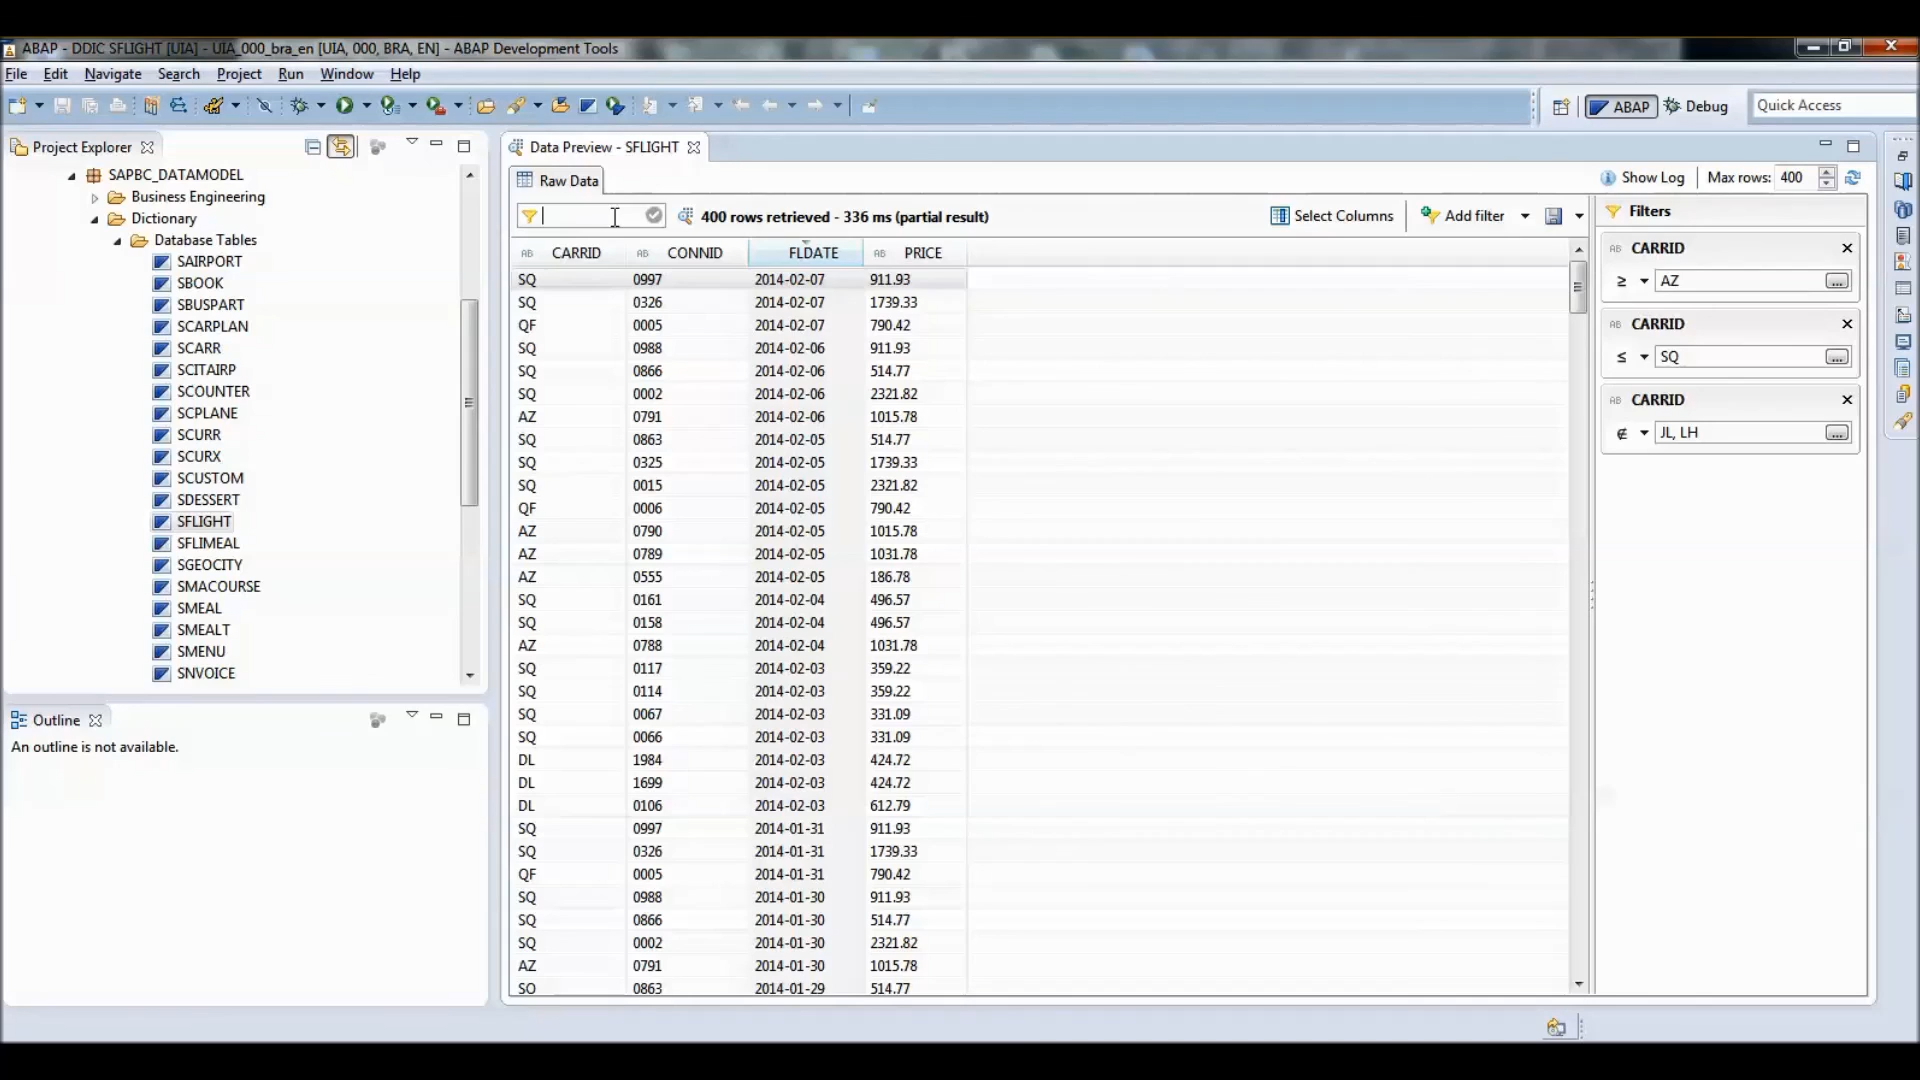 ABAP - DDIC SFLIGHT [UIA] - UIA_000_bra_en [UIA, 000, BRA, EN] - ABAP Development Tools
File Edit Navigate Search Project Run Window Help
ABAP Debug Quick Access
Project Explorer
SAPBC_DATAMODEL
Business Engineering
Dictionary
Database Tables
SAIRPORT
SBOOK
SBUSPART
SCARPLAN
SCARR
SCITAIRP
SCOUNTER
SCPLANE
SCURR
SCURX
SCUSTOM
SDESSERT
SFLIGHT
SFLIMEAL
SGEOCITY
SMACOURSE
SMEAL
SMEALT
SMENU
SNVOICE
Outline
An outline is not available.
Data Preview - SFLIGHT
Raw Data
Show Log Max rows: 400
400 rows retrieved - 336 ms (partial result)
Select Columns Add filter
AB CARRID AB CONNID FLDATE AB PRICE
SQ 0997 2014-02-07 911.93
SQ 0326 2014-02-07 1739.33
QF 0005 2014-02-07 790.42
SQ 0988 2014-02-06 911.93
SQ 0866 2014-02-06 514.77
SQ 0002 2014-02-06 2321.82
AZ 0791 2014-02-06 1015.78
SQ 0863 2014-02-05 514.77
SQ 0325 2014-02-05 1739.33
SQ 0015 2014-02-05 2321.82
QF 0006 2014-02-05 790.42
AZ 0790 2014-02-05 1015.78
AZ 0789 2014-02-05 1031.78
AZ 0555 2014-02-05 186.78
SQ 0161 2014-02-04 496.57
SQ 0158 2014-02-04 496.57
AZ 0788 2014-02-04 1031.78
SQ 0117 2014-02-03 359.22
SQ 0114 2014-02-03 359.22
SQ 0067 2014-02-03 331.09
SQ 0066 2014-02-03 331.09
DL 1984 2014-02-03 424.72
DL 1699 2014-02-03 424.72
DL 0106 2014-02-03 612.79
SQ 0997 2014-01-31 911.93
SQ 0326 2014-01-31 1739.33
QF 0005 2014-01-31 790.42
SQ 0988 2014-01-30 911.93
SQ 0866 2014-01-30 514.77
SQ 0002 2014-01-30 2321.82
AZ 0791 2014-01-30 1015.78
SQ 0863 2014-01-29 514.77
Filters
AB CARRID
≥ AZ ...
AB CARRID
≤ SQ ...
AB CARRID
∉ JL, LH ...